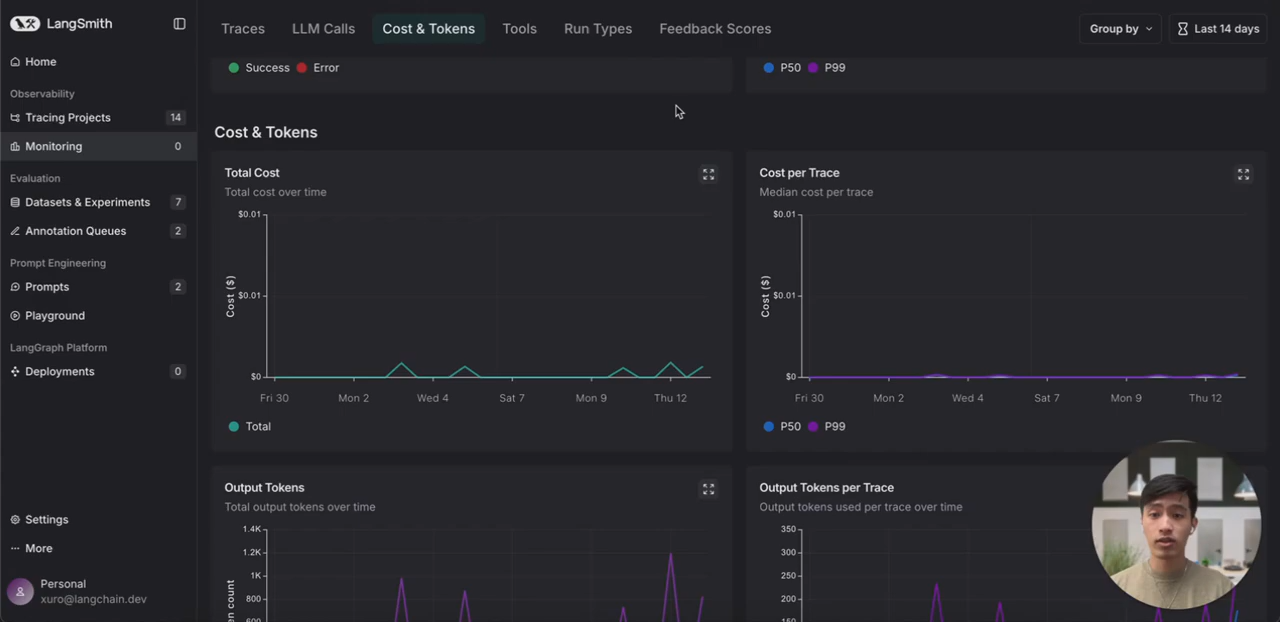 LangSmith
Traces
LLM Calls
Cost & Tokens
Tools
Run Types
Feedback Scores
Group by
Last 14 days
Home
Observability
Tracing Projects 14
Monitoring 0
Evaluation
Datasets & Experiments 7
Annotation Queues 2
Prompt Engineering
Prompts 2
Playground
LangGraph Platform
Deployments 0
Settings
More
Personal
xuro@langchain.dev
Success Error
P50 P99
Cost & Tokens
Total Cost
Total cost over time
$0.01
$0.01
$0
Cost ($)
Fri 30 Mon 2 Wed 4 Sat 7 Mon 9 Thu 12
Total
Cost per Trace
Median cost per trace
$0.01
$0.01
$0
Cost ($)
Fri 30 Mon 2 Wed 4 Sat 7 Mon 9 Thu 12
P50 P99
Output Tokens
Total output tokens over time
1.4K
1.2K
1K
800
600
en count
Output Tokens per Trace
Output tokens used per trace over time
350
300
250
200
150